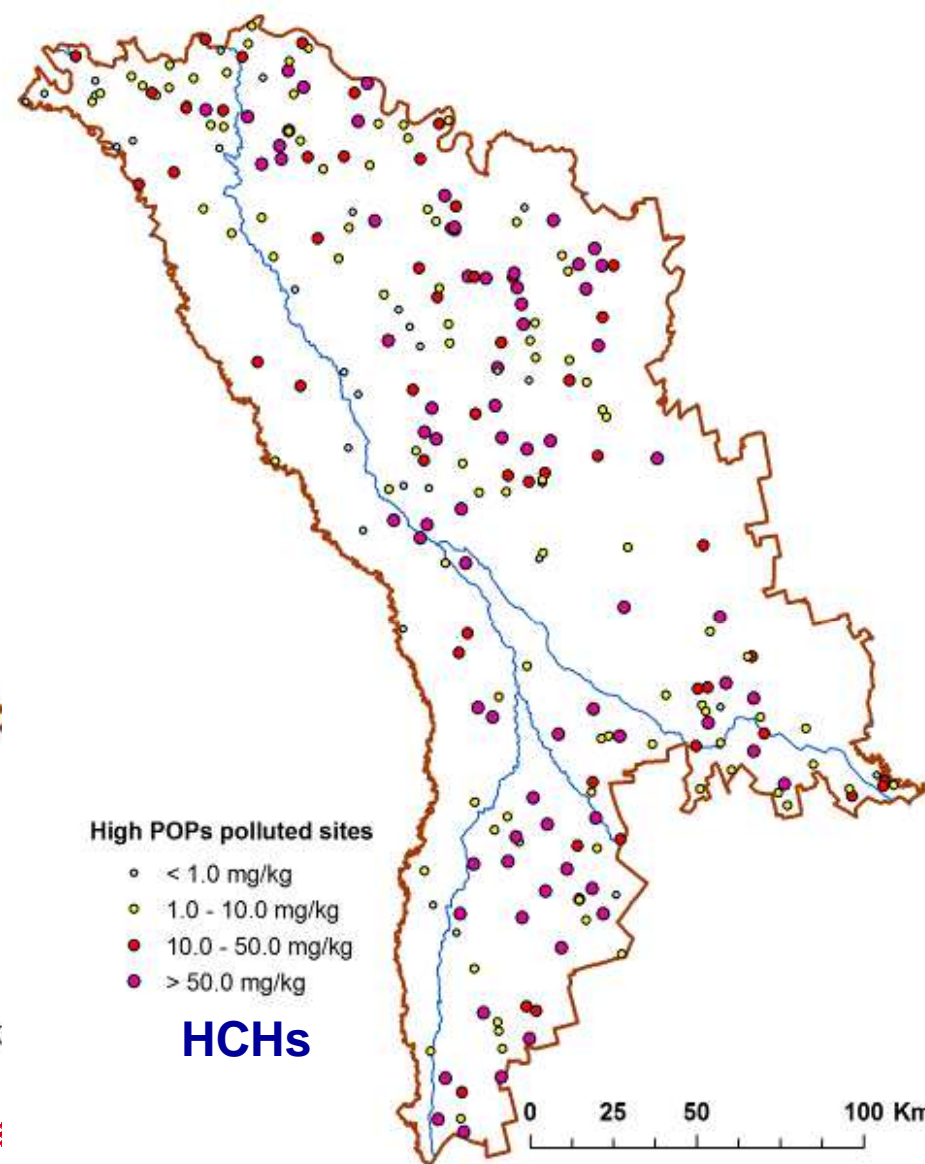 High POPs polluted sites
< 1.0 mg/kg
1.0 - 10.0 mg/kg
10.0 - 50.0 mg/kg
> 50.0 mg/kg
HCHs
0 25 50 100 Km